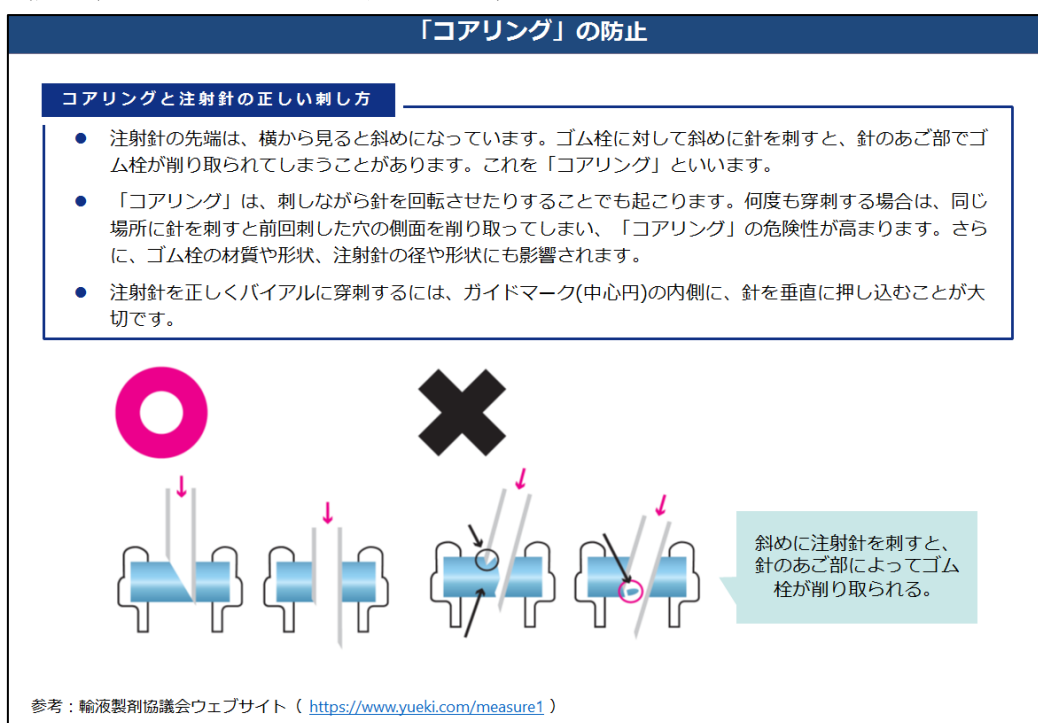 「コアリング」の防止
コアリングと注射針の正しい刺し方
● 注射針の先端は、横から見ると斜めになっています。ゴム栓に対して斜めに針を刺すと、針のあご部でゴ
ム栓が削り取られてしまうことがあります。これを「コアリング」といいます。
● 「コアリング」は、刺しながら針を回転させたりすることでも起こります。何度も穿刺する場合は、同じ
場所に針を刺すと前回刺した穴の側面を削り取ってしまい、「コアリング」の危険性が高まります。さら
に、ゴム栓の材質や形状、注射針の径や形状にも影響されます。
● 注射針を正しくバイアルに穿刺するには、ガイドマーク(中心円)の内側に、針を垂直に押し込むことが大
切です。
斜めに注射針を刺すと、
針のあご部によってゴム
栓が削り取られる。
参考：輸液製剤協議会ウェブサイト（ https://www.yueki.com/measure1 ）